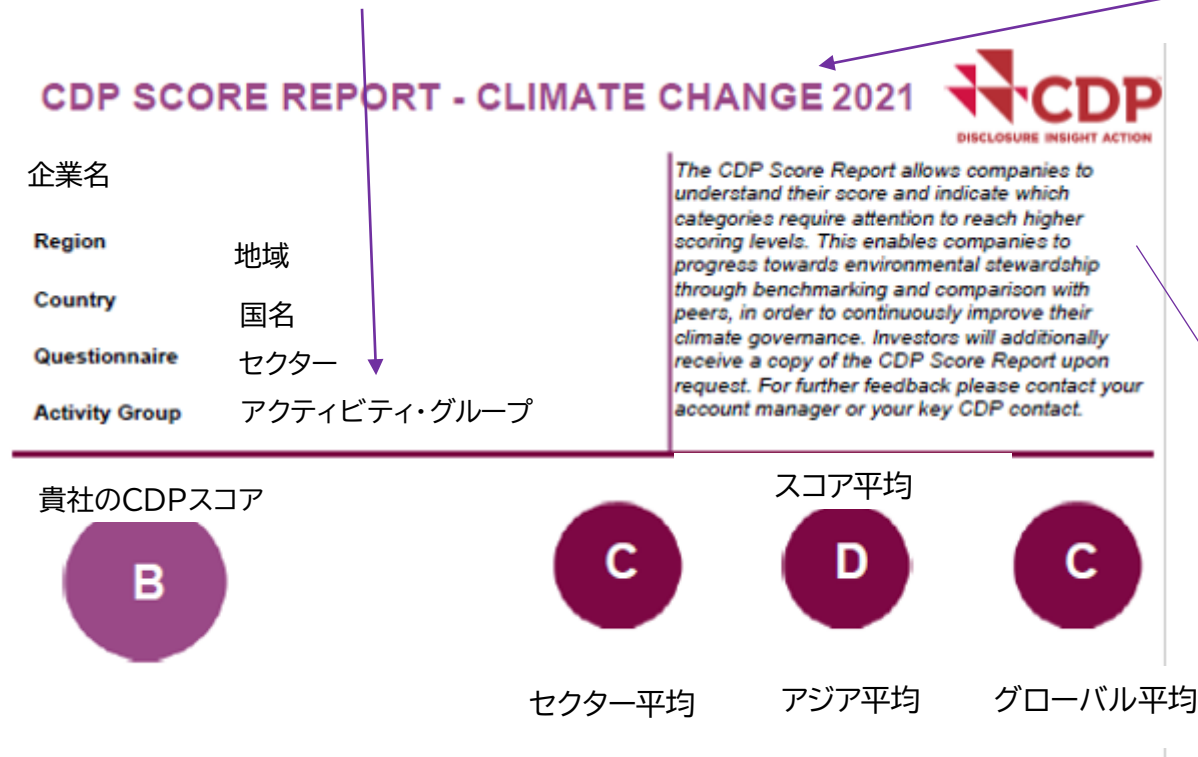 CDP SCORE REPORT - CLIMATE CHANGE 2021
CDP
DISCLOSURE INSIGHT ACTION
企業名
Region 地域
Country 国名
Questionnaire セクター
Activity Group アクティビティ・グループ
The CDP Score Report allows companies to
understand their score and indicate which
categories require attention to reach higher
scoring levels. This enables companies to
progress towards environmental stewardship
through benchmarking and comparison with
peers, in order to continuously improve their
climate governance. Investors will additionally
receive a copy of the CDP Score Report upon
request. For further feedback please contact your
account manager or your key CDP contact.
貴社のCDPスコア
スコア平均
B
C
D
C
セクター平均
アジア平均
グローバル平均